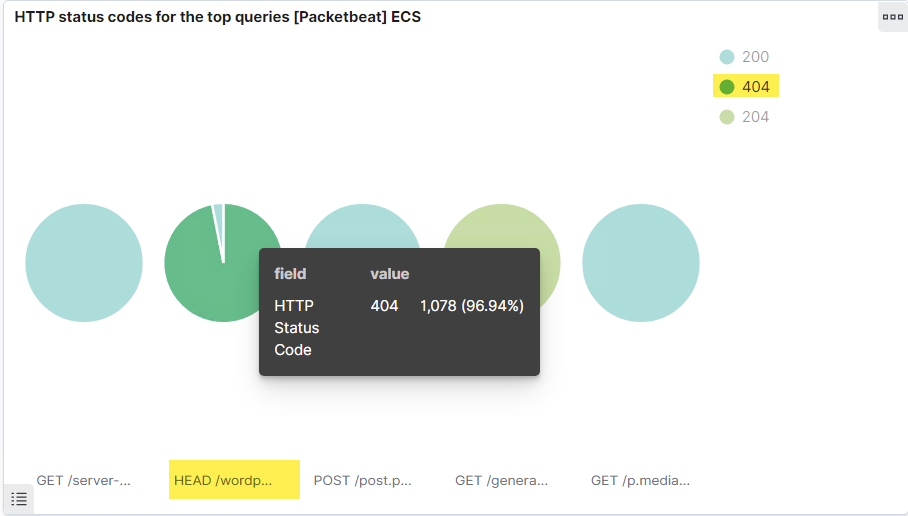 HTTP status codes for the top queries [Packetbeat] ECS
200
404
204
field value
HTTP 404 1,078 (96.94%)
Status
Code
GET /server-... HEAD /wordp... POST /post.p... GET /genera... GET /p.media...